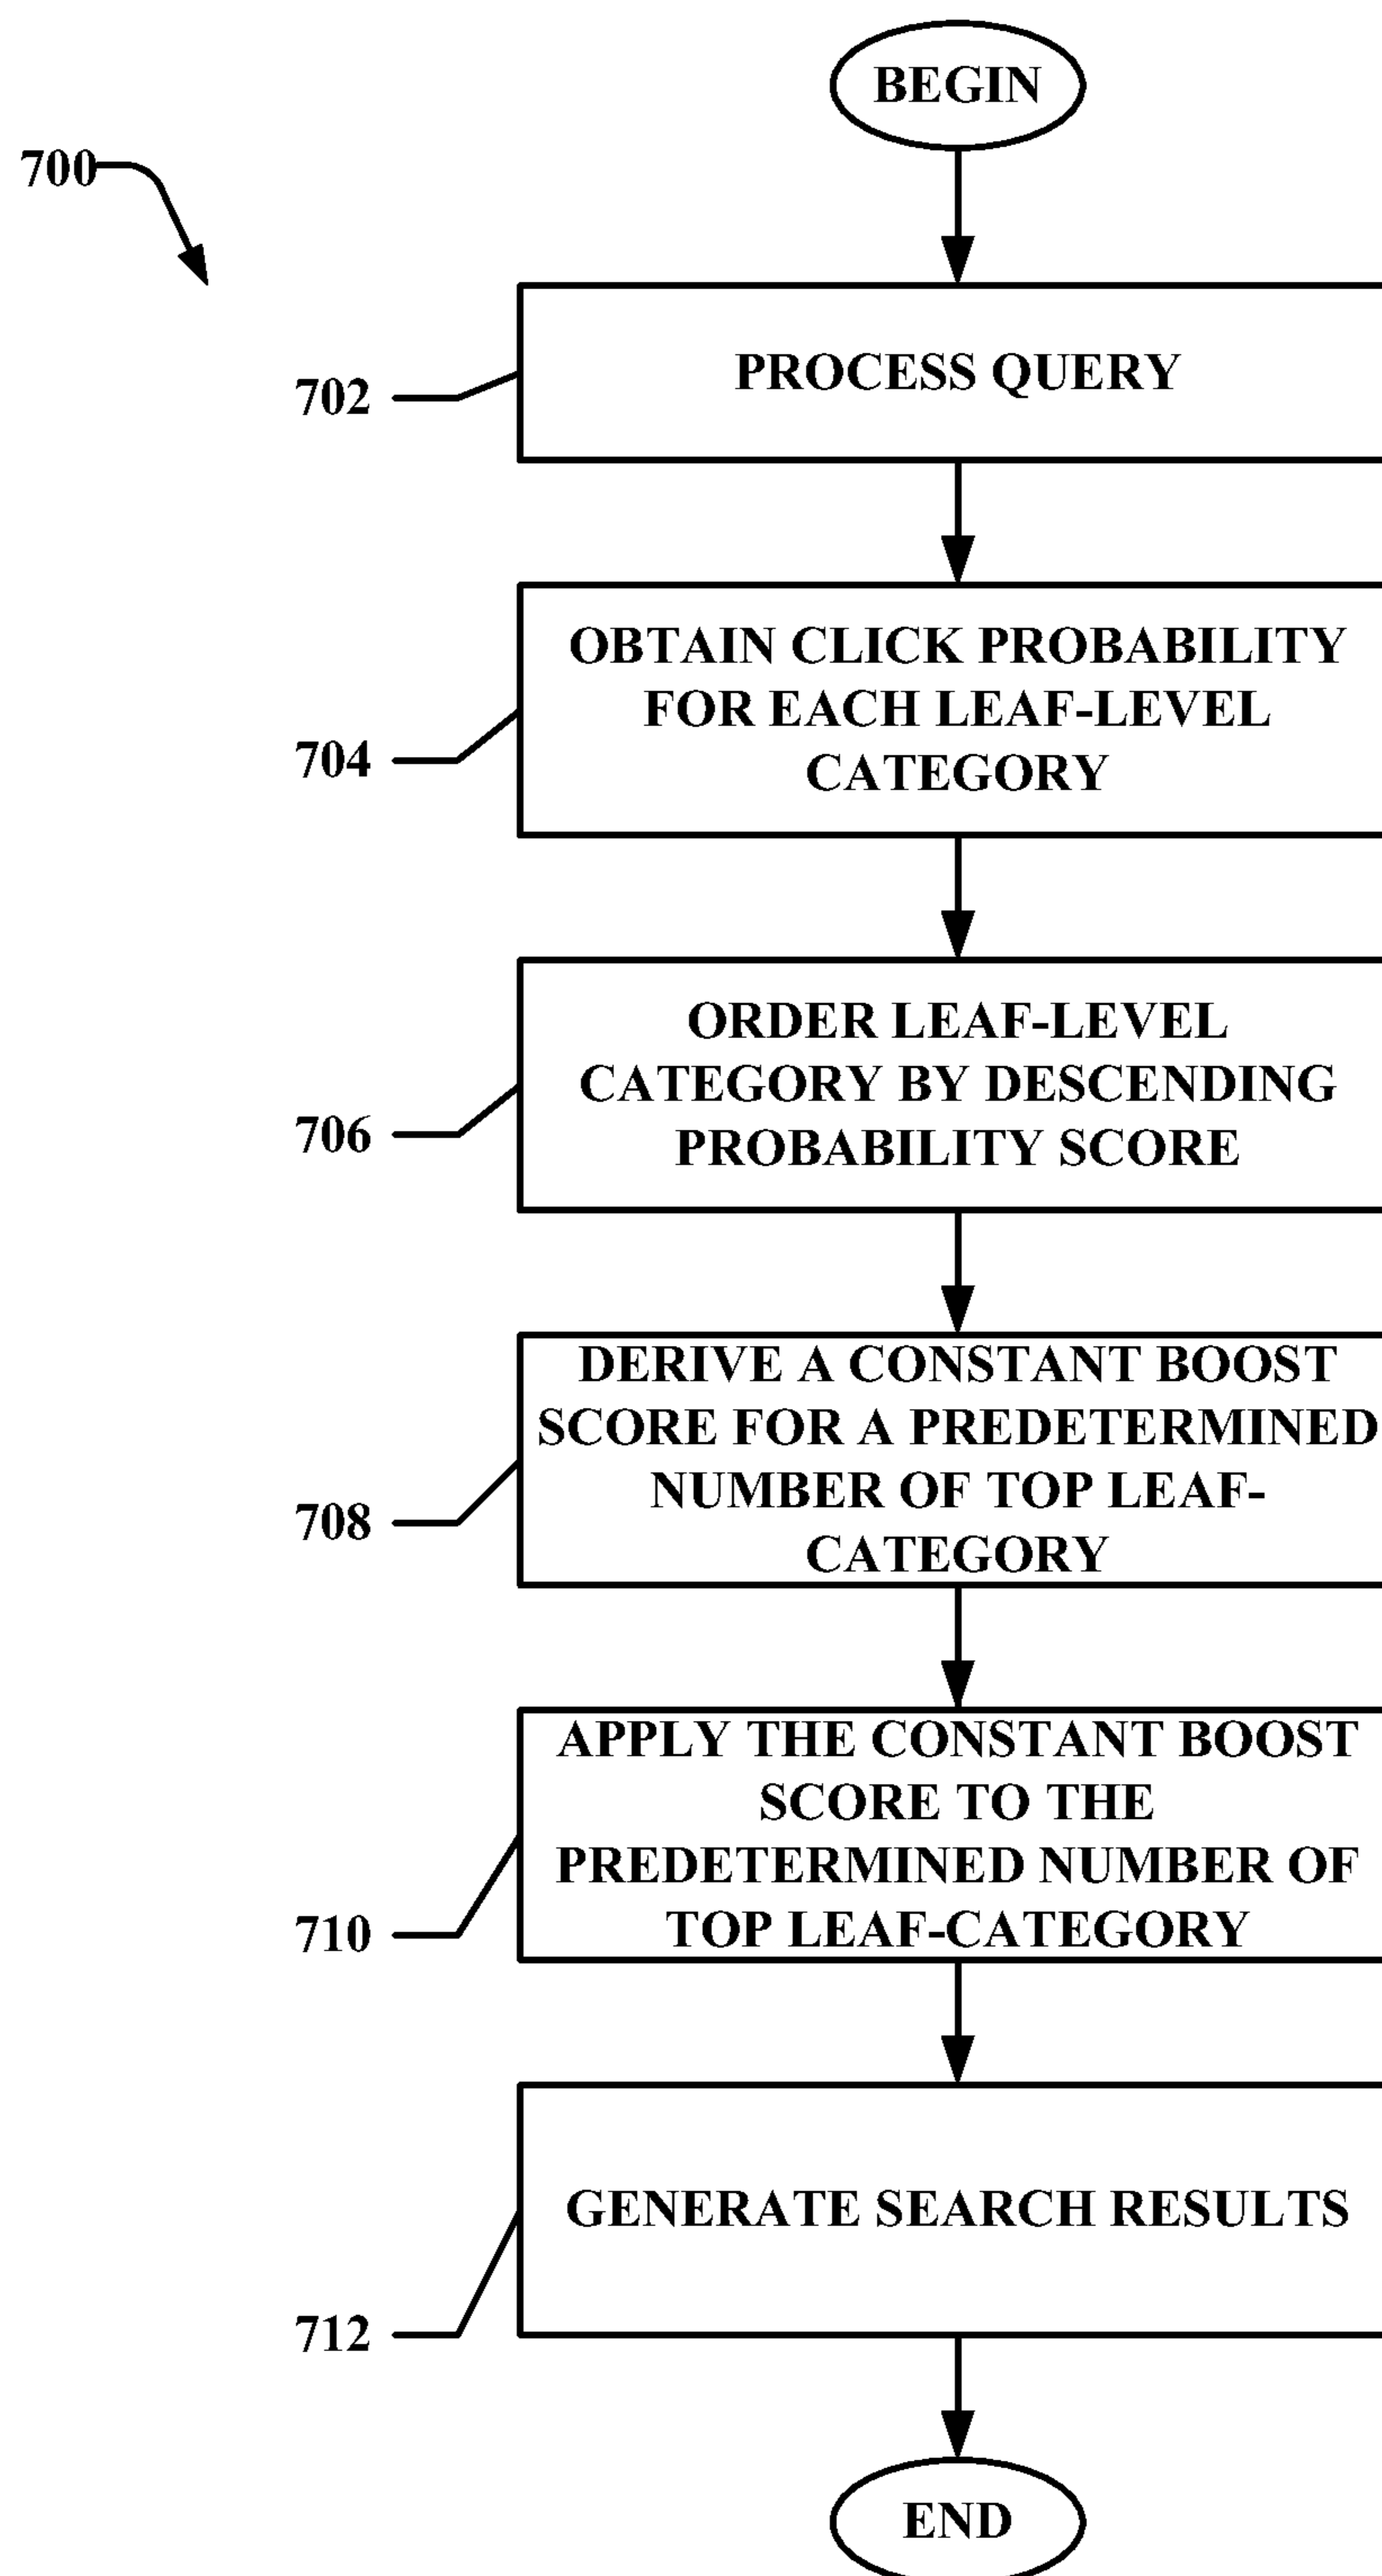 BEGIN
700
PROCESS QUERY
702
OBTAIN CLICK PROBABILITY
FOR EACH LEAF-LEVEL
CATEGORY
704
ORDER LEAF-LEVEL
CATEGORY BY DESCENDING
PROBABILITY SCORE
706
DERIVE A CONSTANT BOOST
SCORE FOR A PREDETERMINED
NUMBER OF TOP LEAF-
CATEGORY
708
APPLY THE CONSTANT BOOST
SCORE TO THE
PREDETERMINED NUMBER OF
TOP LEAF-CATEGORY
710
GENERATE SEARCH RESULTS
712
END